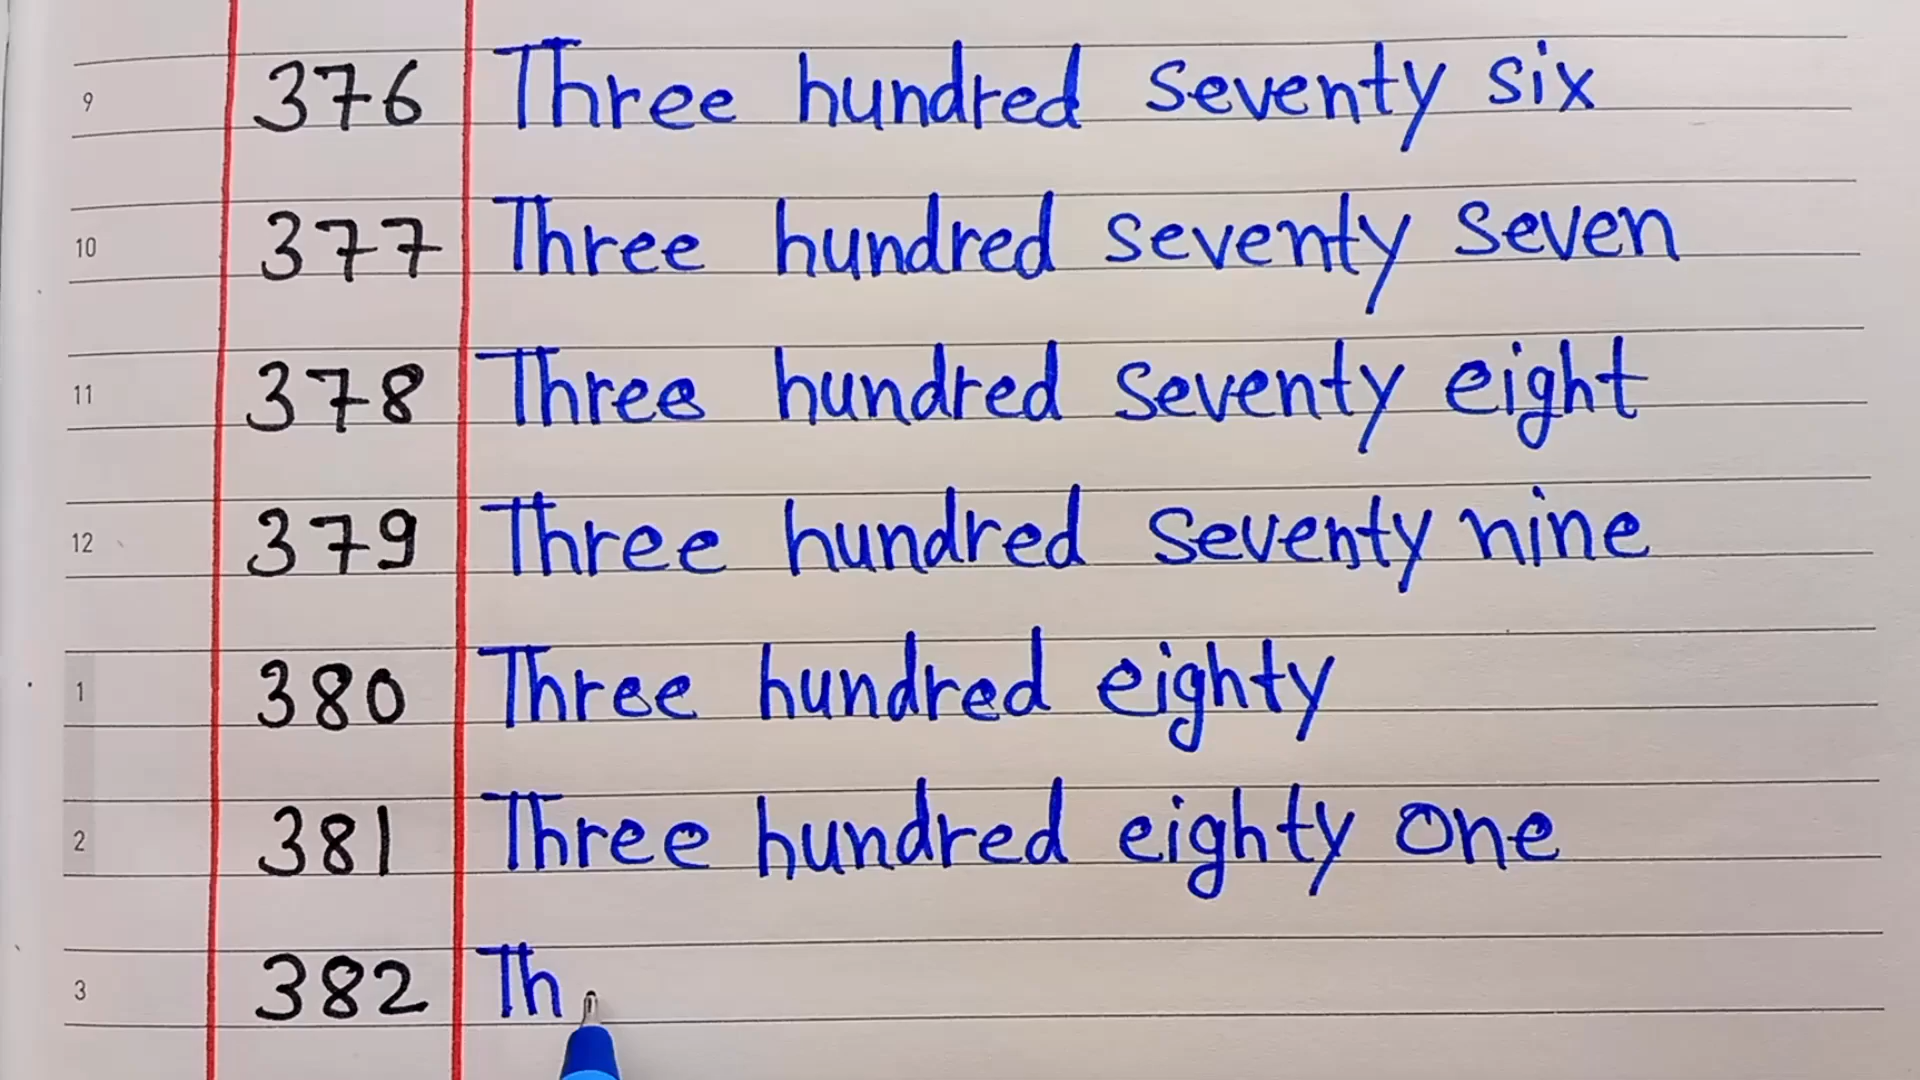 9 376 Three hundred seventy six
10 377 Three hundred seventy seven
11 378 Three hundred seventy eight
12 379 Three hundred seventy nine
1 380 Three hundred eighty
2 381 Three hundred eighty one
3 382 Th